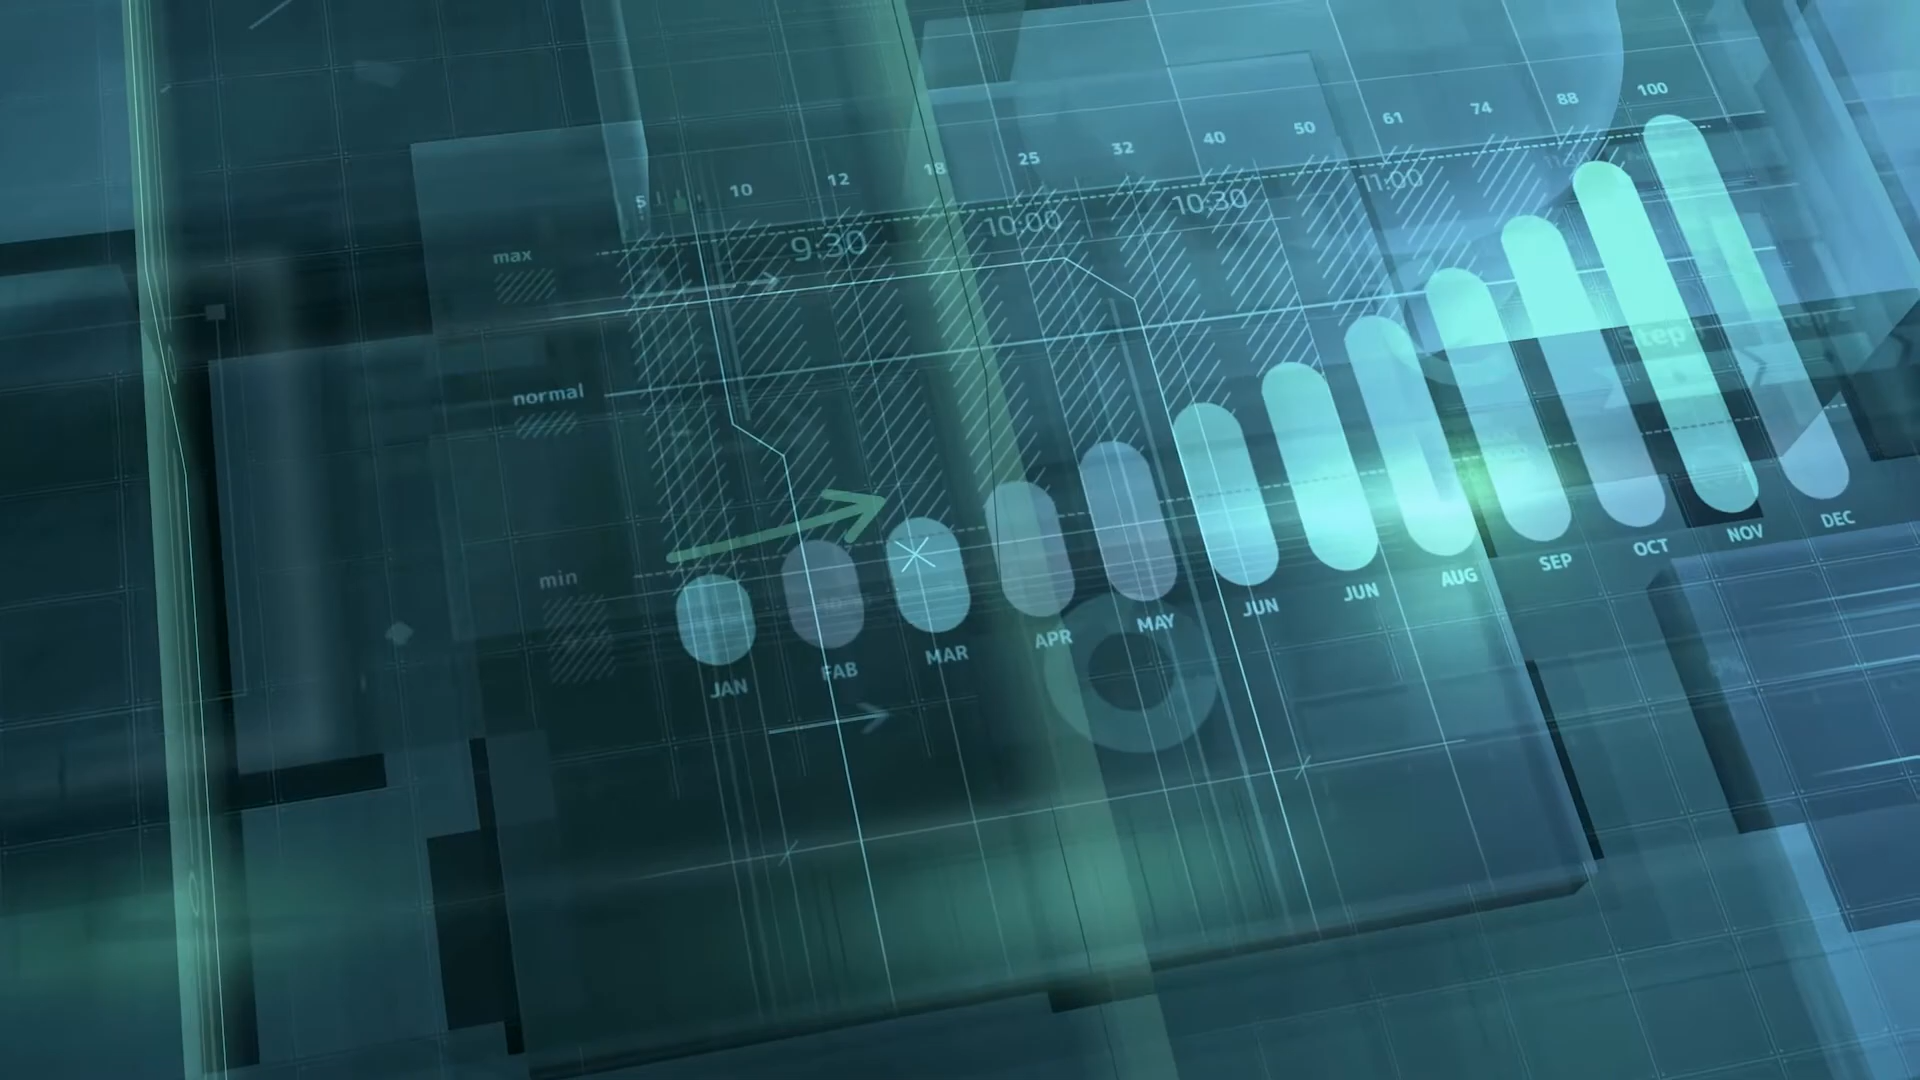 5 10 12 18 25 32 40 50 61 74 88 100
9:30 10:00 10:30 11:00
max
normal
min
Step
JAN FAB MAR APR MAY JUN JUN AUG SEP OCT NOV DEC